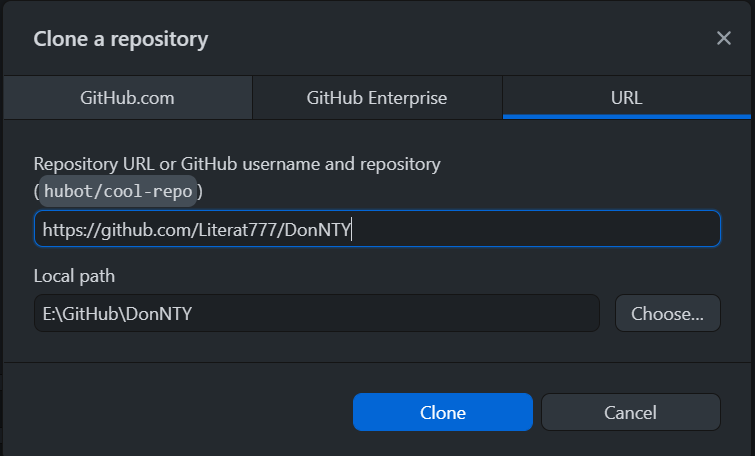 Clone a repository
GitHub.com
GitHub Enterprise
URL
Repository URL or GitHub username and repository
(hubot/cool-repo)
https://github.com/Literat777/DonNTY
Local path
E:\GitHub\DonNTY
Choose...
Clone
Cancel